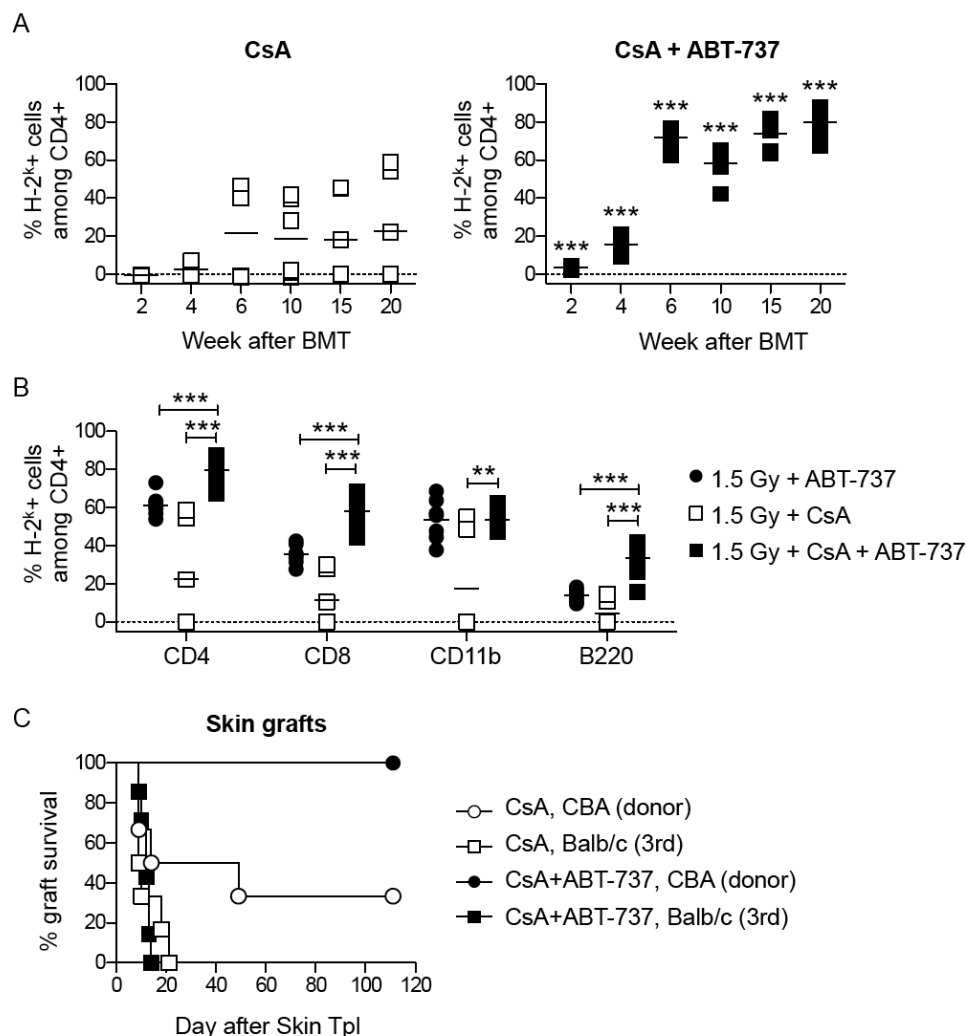 A
CsA
CsA + ABT-737
% H-2ᵏ+ cells
among CD4+
100
80
60
40
20
0
2 4 6 10 15 20
Week after BMT
% H-2ᵏ+ cells
among CD4+
100
80
60
40
20
0
***
***
***
***
***
***
2 4 6 10 15 20
Week after BMT
B
% H-2ᵏ+ cells
among CD4+
100
80
60
40
20
0
***
***
***
***
**
***
***
CD4 CD8 CD11b B220
1.5 Gy + ABT-737
1.5 Gy + CsA
1.5 Gy + CsA + ABT-737
C
Skin grafts
% graft survival
100
80
60
40
20
0
0 20 40 60 80 100 120
Day after Skin Tpl
CsA, CBA (donor)
CsA, Balb/c (3rd)
CsA+ABT-737, CBA (donor)
CsA+ABT-737, Balb/c (3rd)